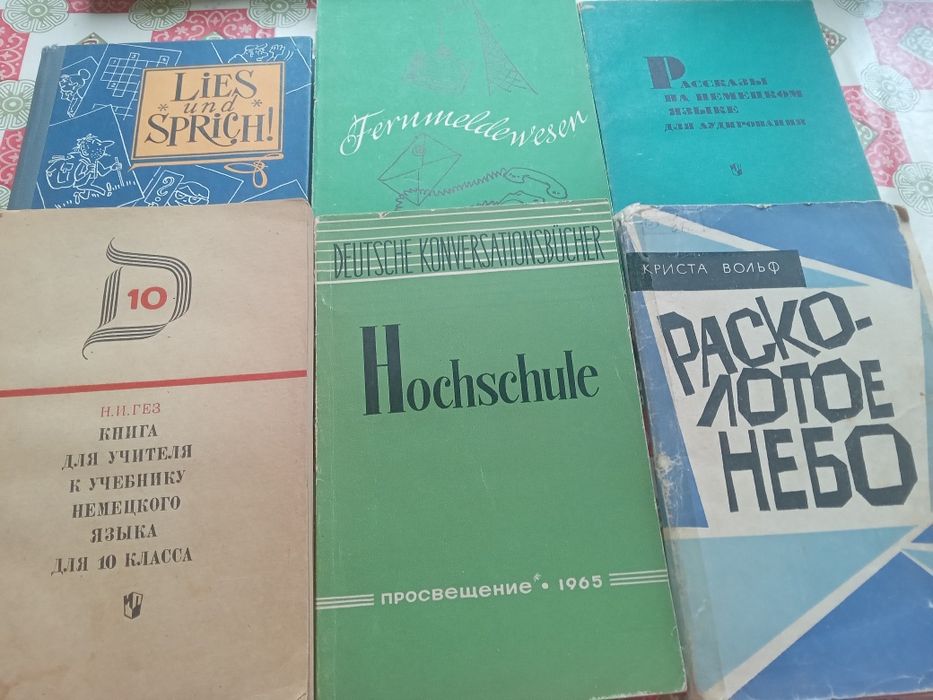 LiES
und
SPRiCH!
Fernmeldewesen
РАССКАЗЫ
НА НЕМЕЦКОМ
ЯЗЫКЕ
ДЛЯ АУДИРОВАНИЯ
D
10
Н.И.ГЕЗ
КНИГА
ДЛЯ УЧИТЕЛЯ
К УЧЕБНИКУ
НЕМЕЦКОГО
ЯЗЫКА
ДЛЯ 10 КЛАССА
DEUTSCHE KONVERSATIONSBÜCHER
Hochschule
ПРОСВЕЩЕНИЕ • 1965
КРИСТА ВОЛЬФ
РАСКО-
ЛОТОЕ
НЕБО